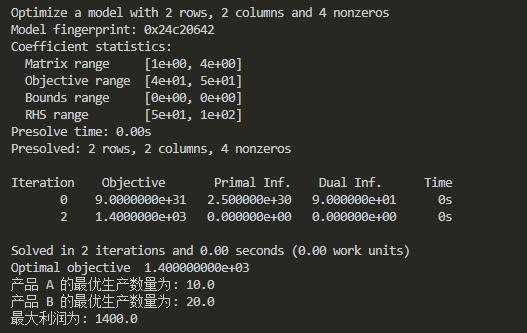 Optimize a model with 2 rows, 2 columns and 4 nonzeros
Model fingerprint: 0x24c20642
Coefficient statistics:
  Matrix range     [1e+00, 4e+00]
  Objective range  [4e+01, 5e+01]
  Bounds range     [0e+00, 0e+00]
  RHS range        [5e+01, 1e+02]
Presolve time: 0.00s
Presolved: 2 rows, 2 columns, 4 nonzeros
Iteration    Objective       Primal Inf.    Dual Inf.      Time
       0    9.0000000e+31   2.500000e+30   9.000000e+01      0s
       2    1.4000000e+03   0.000000e+00   0.000000e+00      0s
Solved in 2 iterations and 0.00 seconds (0.00 work units)
Optimal objective  1.400000000e+03
产品 A 的最优生产数量为: 10.0
产品 B 的最优生产数量为: 20.0
最大利润为: 1400.0